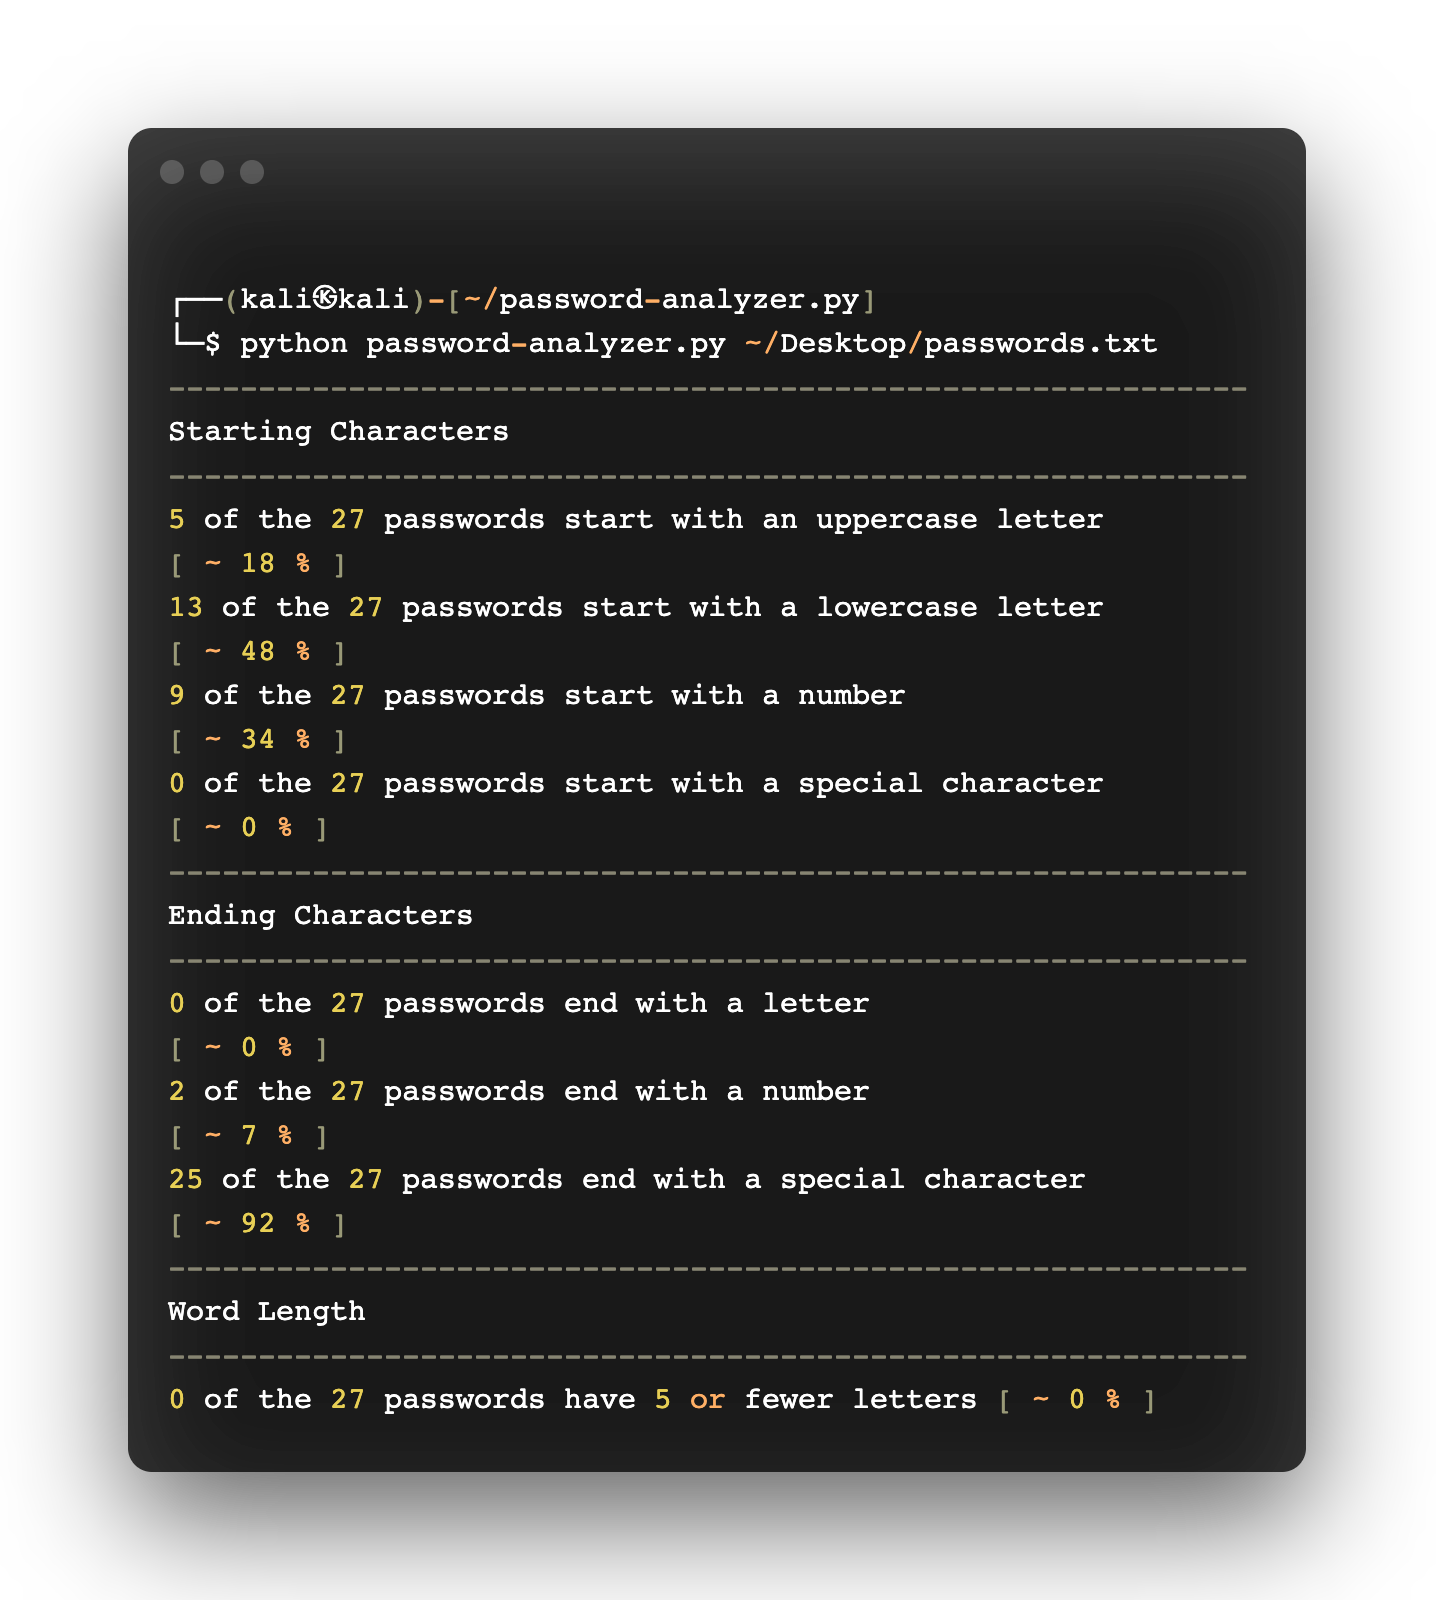 ┌──(kali㉿kali)-[~/password-analyzer.py]
└─$ python password-analyzer.py ~/Desktop/passwords.txt
------------------------------------------------------------
Starting Characters
------------------------------------------------------------
5 of the 27 passwords start with an uppercase letter
[ ~ 18 % ]
13 of the 27 passwords start with a lowercase letter
[ ~ 48 % ]
9 of the 27 passwords start with a number
[ ~ 34 % ]
0 of the 27 passwords start with a special character
[ ~ 0 % ]
------------------------------------------------------------
Ending Characters
------------------------------------------------------------
0 of the 27 passwords end with a letter
[ ~ 0 % ]
2 of the 27 passwords end with a number
[ ~ 7 % ]
25 of the 27 passwords end with a special character
[ ~ 92 % ]
------------------------------------------------------------
Word Length
------------------------------------------------------------
0 of the 27 passwords have 5 or fewer letters [ ~ 0 % ]